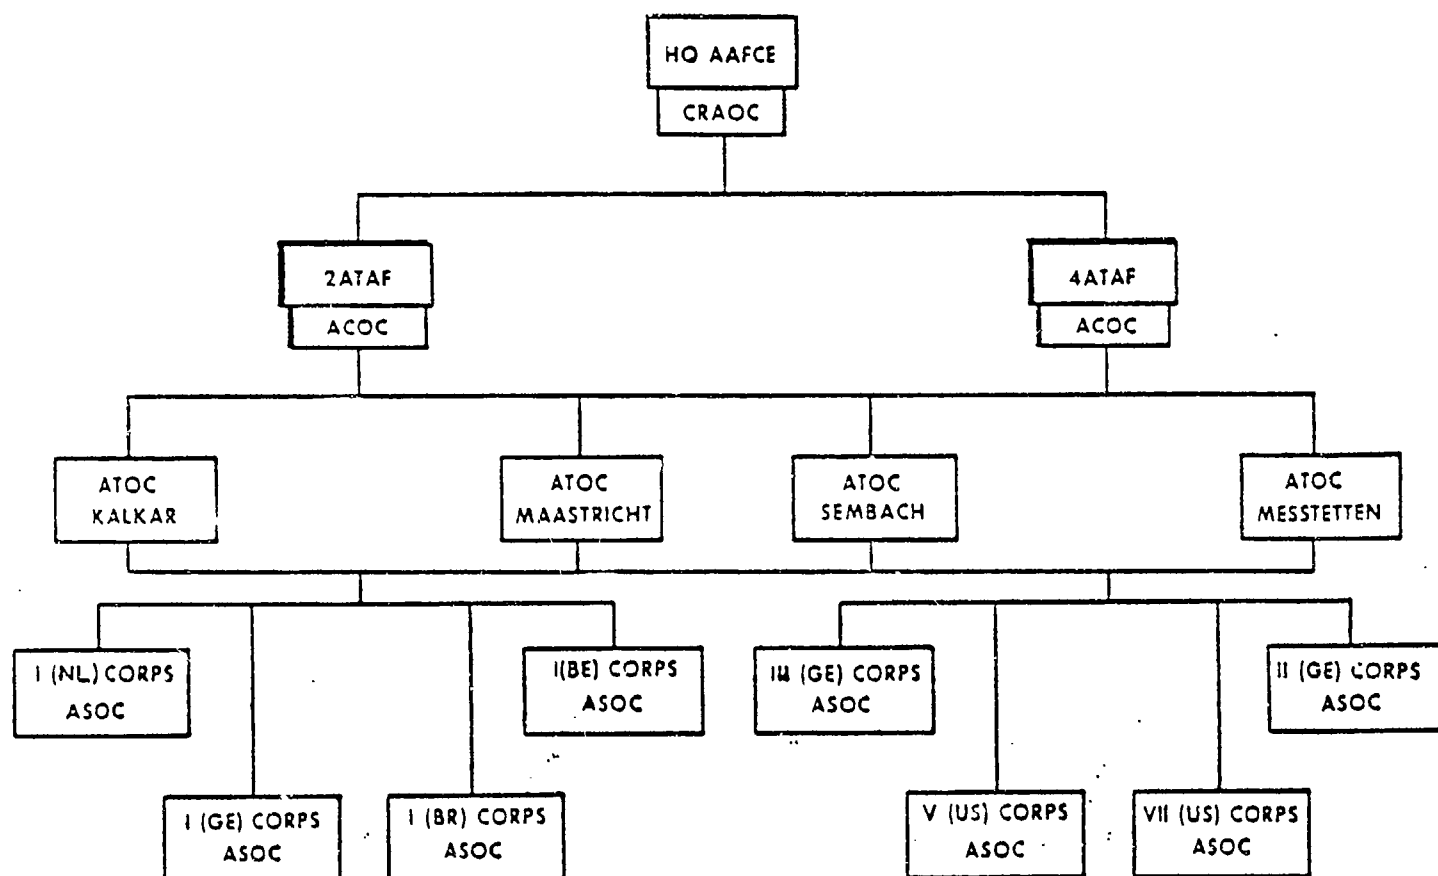 HQ AAFCE
CRAOC
2ATAF
ACOC
4ATAF
ACOC
ATOC
KALKAR
ATOC
MAASTRICHT
ATOC
SEMBACH
ATOC
MESSTETTEN
I (NL) CORPS
ASOC
I(BE) CORPS
ASOC
III (GE) CORPS
ASOC
II (GE) CORPS
ASOC
I (GE) CORPS
ASOC
I (BR) CORPS
ASOC
V (US) CORPS
ASOC
VII (US) CORPS
ASOC